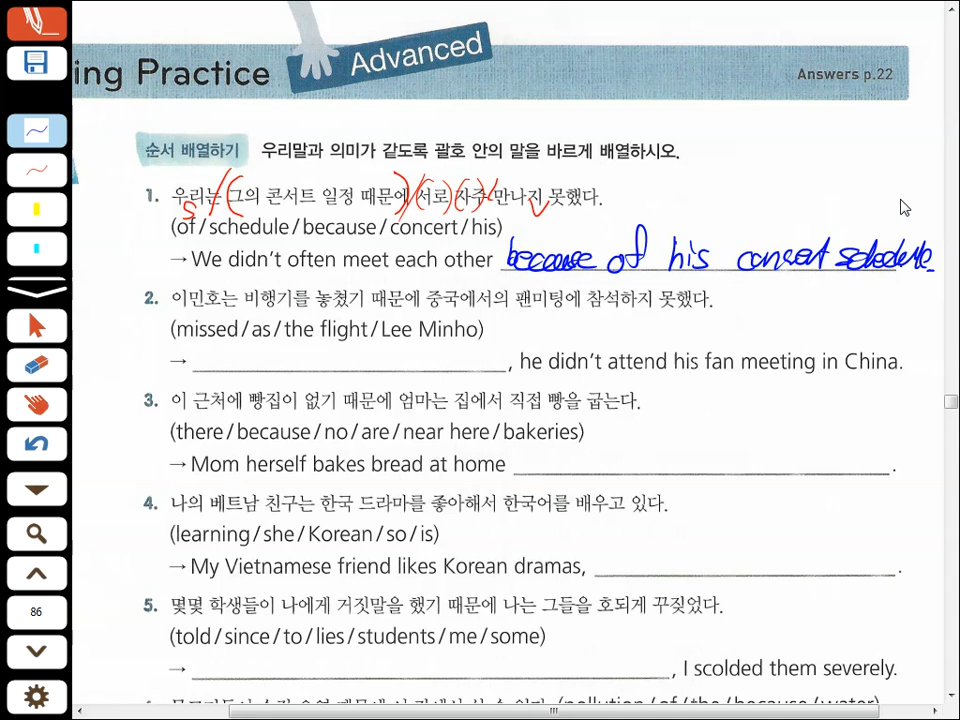 ing Practice
Advanced
Answers p.22
순서 배열하기 우리말과 의미가 같도록 괄호 안의 말을 바르게 배열하시오.
1. 우리는 그의 콘서트 일정 때문에 서로 자주 만나지 못했다.
S V
(of/schedule/because/concert/his)
→ We didn't often meet each other because of his concert schedule.
2. 이민호는 비행기를 놓쳤기 때문에 중국에서의 팬미팅에 참석하지 못했다.
(missed/as/the flight/Lee Minho)
→ , he didn't attend his fan meeting in China.
3. 이 근처에 빵집이 없기 때문에 엄마는 집에서 직접 빵을 굽는다.
(there/because/no/are/near here/bakeries)
→ Mom herself bakes bread at home .
4. 나의 베트남 친구는 한국 드라마를 좋아해서 한국어를 배우고 있다.
(learning/she/Korean/so/is)
→ My Vietnamese friend likes Korean dramas, .
5. 몇몇 학생들이 나에게 거짓말을 했기 때문에 나는 그들을 호되게 꾸짖었다.
(told/since/to/lies/students/me/some)
→ , I scolded them severely.
(pollution/of/the/because/water)
86